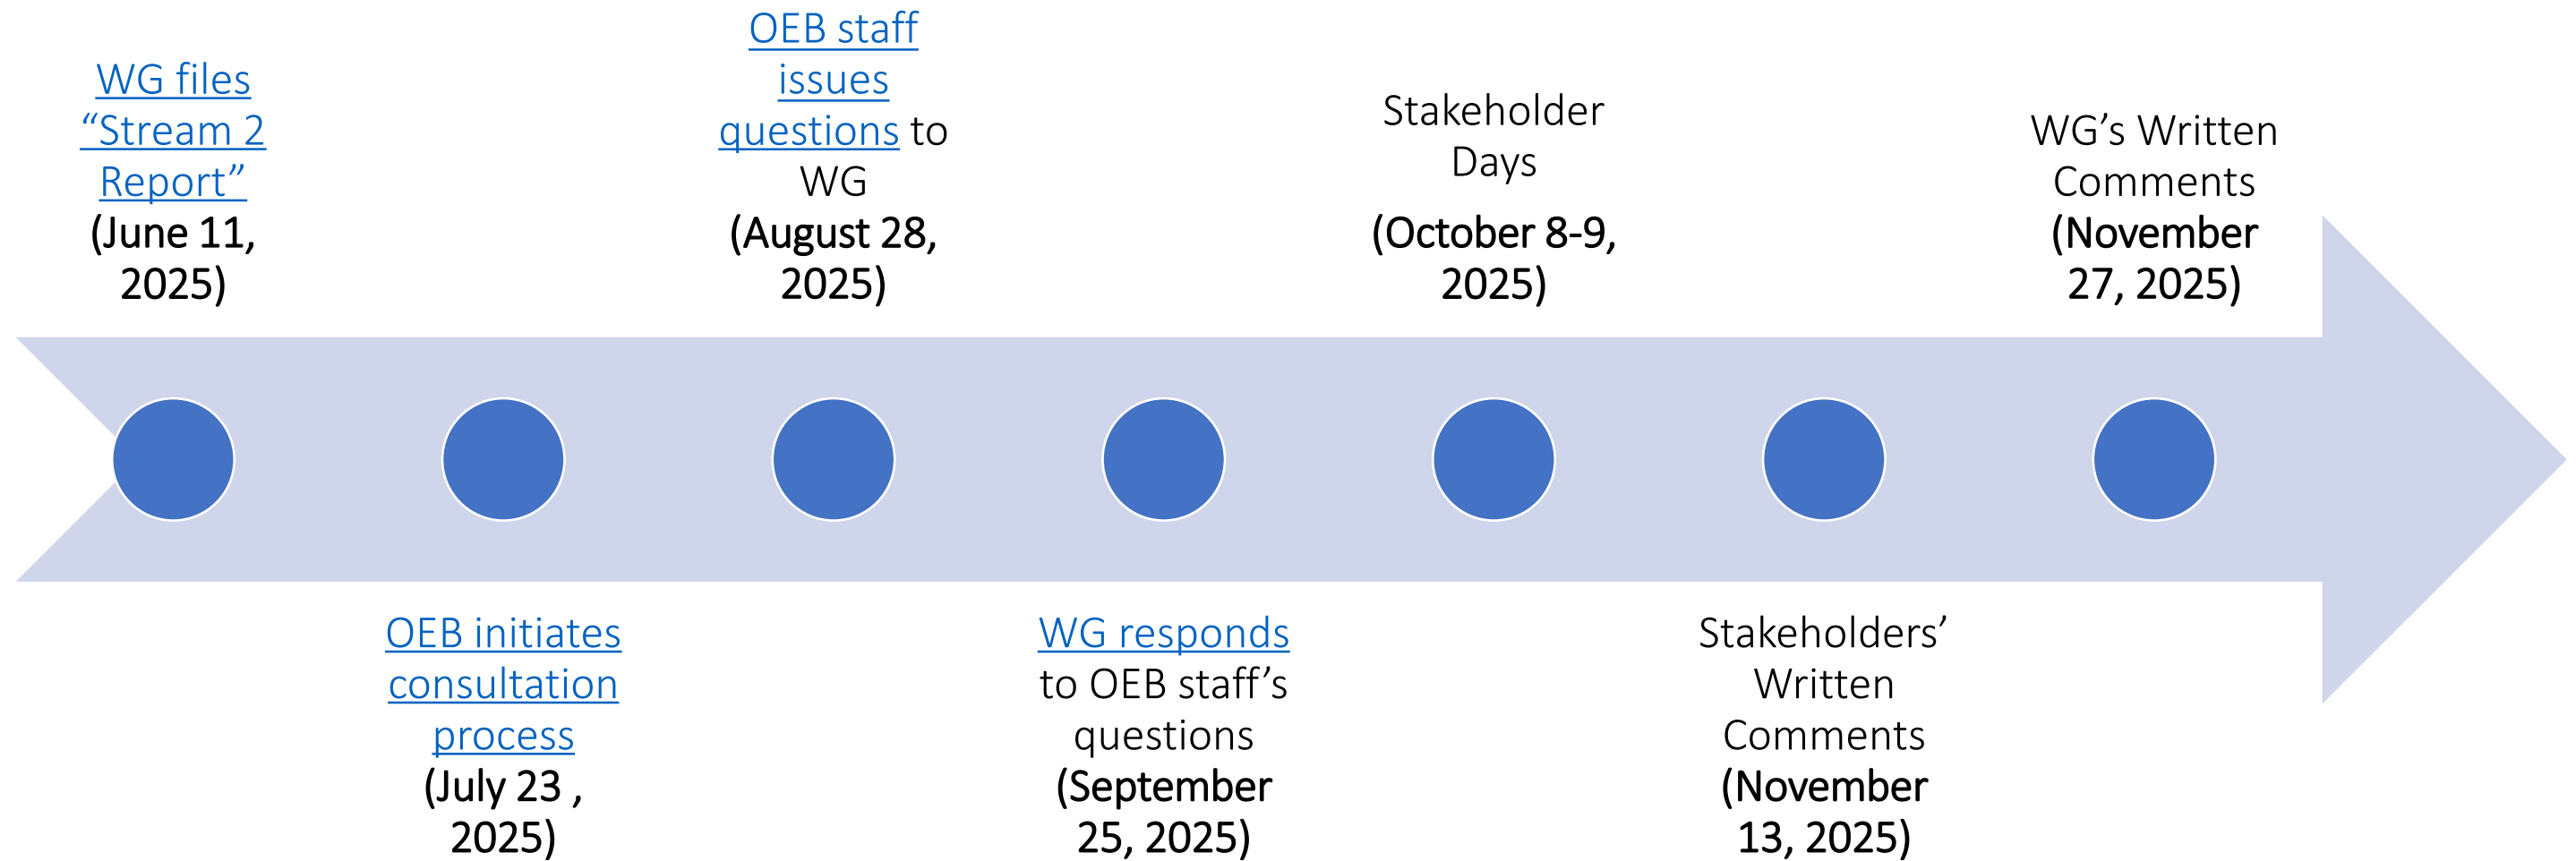 WG files
“Stream 2
Report”
(June 11,
2025)
OEB initiates
consultation
process
(July 23 ,
2025)
OEB staff
issues
questions to
WG
(August 28,
2025)
WG responds
to OEB staff’s
questions
(September
25, 2025)
Stakeholder
Days
(October 8-9,
2025)
Stakeholders’
Written
Comments
(November
13, 2025)
WG’s Written
Comments
(November
27, 2025)